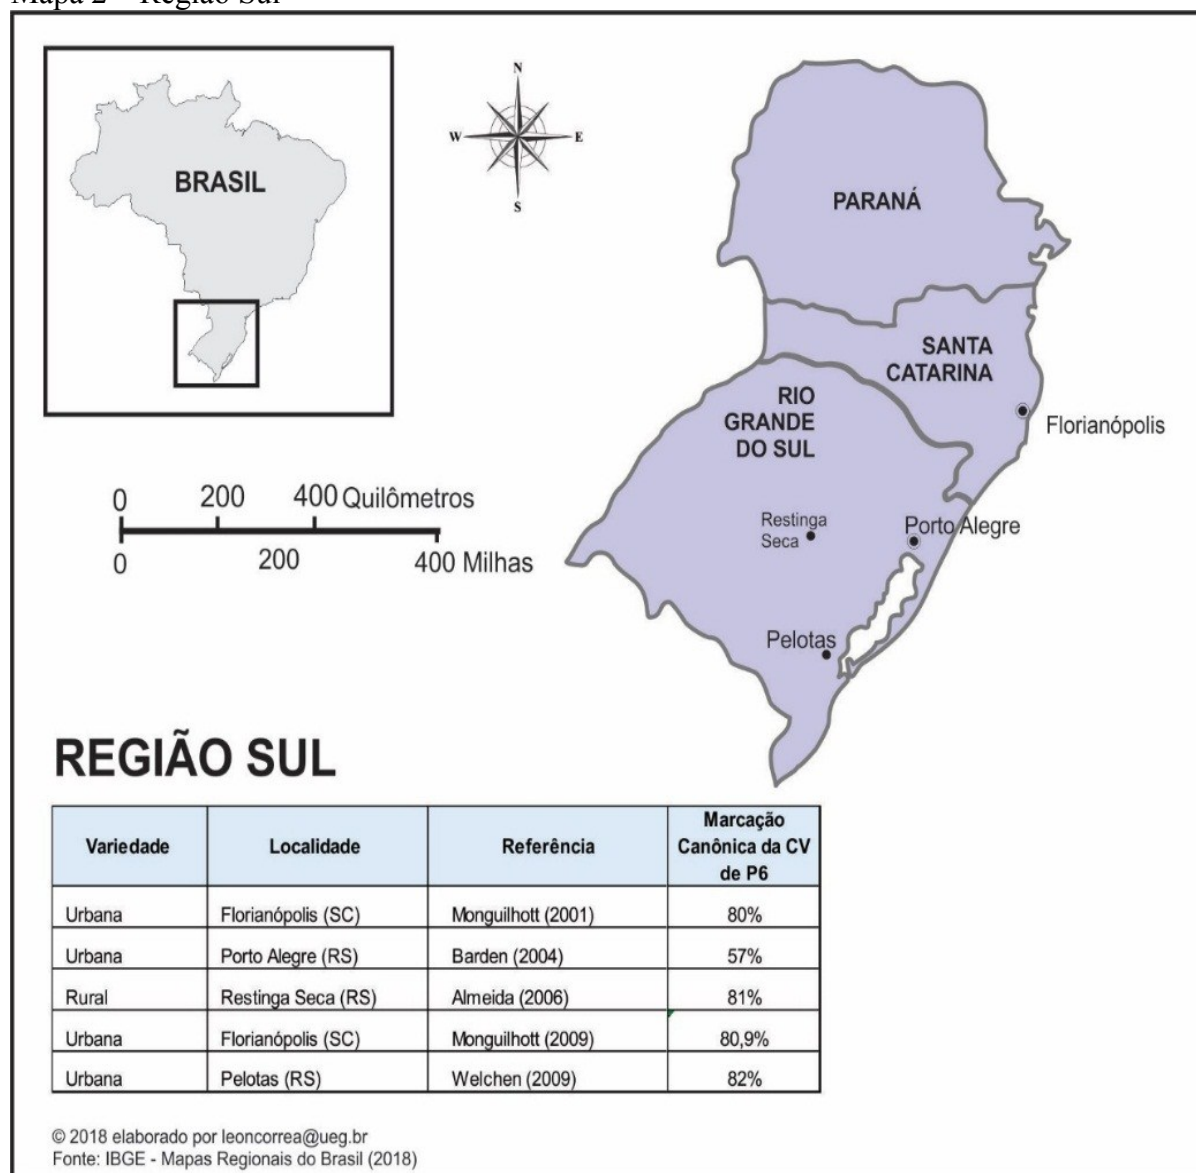 Mapa 2 – Região Sul
BRASIL
N
W
E
S
PARANÁ
SANTA
CATARINA
RIO
GRANDE
DO SUL
Florianópolis
Restinga
Seca
Porto Alegre
Pelotas
0 200 400 Quilômetros
0 200 400 Milhas
REGIÃO SUL
Variedade Localidade Referência Marcação Canônica da CV de P6
Urbana Florianópolis (SC) Monguilhott (2001) 80%
Urbana Porto Alegre (RS) Barden (2004) 57%
Rural Restinga Seca (RS) Almeida (2006) 81%
Urbana Florianópolis (SC) Monguilhott (2009) 80,9%
Urbana Pelotas (RS) Welchen (2009) 82%
© 2018 elaborado por leoncorrea@ueg.br
Fonte: IBGE - Mapas Regionais do Brasil (2018)